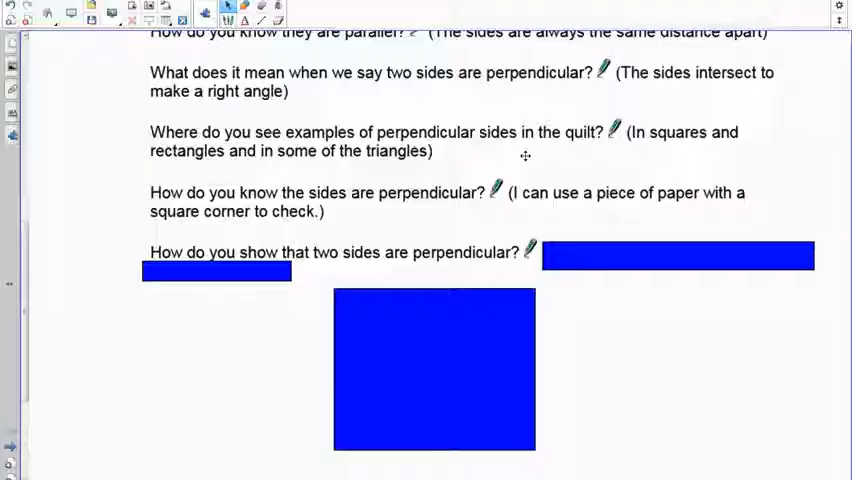 How do you know they are parallel? (The sides are always the same distance apart)
What does it mean when we say two sides are perpendicular? (The sides intersect to
make a right angle)
Where do you see examples of perpendicular sides in the quilt? (In squares and
rectangles and in some of the triangles)
How do you know the sides are perpendicular? (I can use a piece of paper with a
square corner to check.)
How do you show that two sides are perpendicular?